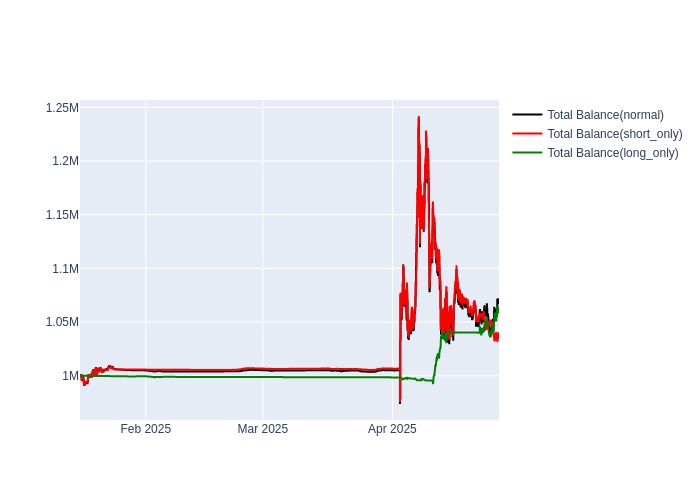 1.25M
1.2M
1.15M
1.1M
1.05M
1M
Feb 2025
Mar 2025
Apr 2025
Total Balance(normal)
Total Balance(short_only)
Total Balance(long_only)